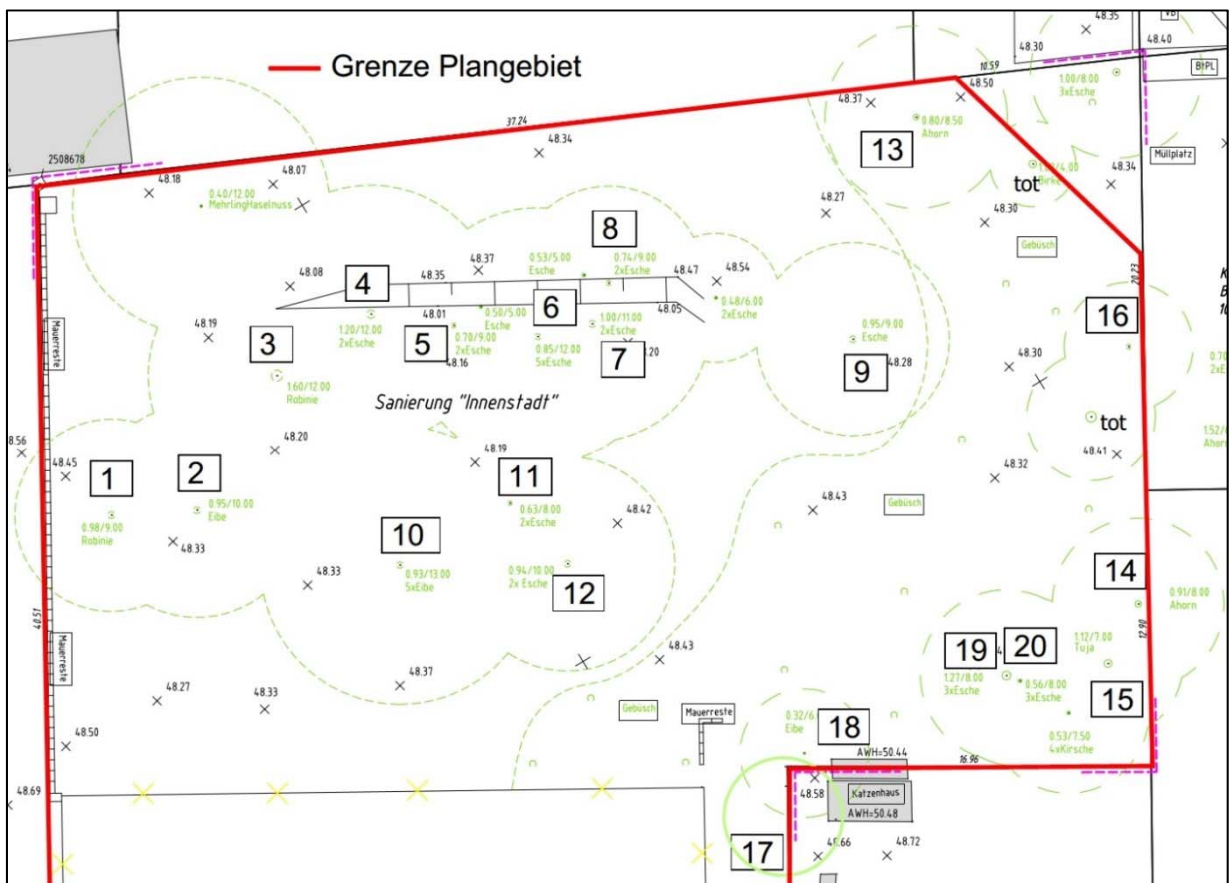 48.35
VB
48.30
48.40
Grenze Plangebiet
10.59
BtPL
1.00/8.00
3xEsche
48.37
48.50
37.24
0.80/8.50
Ahorn
13
48.34
Müllplatz
2508678
48.07
48.18
tot
Birke
48.34
0.40/12.00
MehrlingHaselnuss
48.27
48.30
8
Gebüsch
0.53/5.00
Esche
0.74/9.00
2xEsche
48.37
48.08
48.35
48.47
48.54
20.23
4
6
0.48/6.00
2xEsche
48.01
48.05
0.50/5.00
Esche
16
1.20/12.00
2xEsche
5
0.70/9.00
2xEsche
1.00/11.00
2xEsche
0.95/9.00
Esche
48.19
3
0.85/12.00
5xEsche
7
.20
48.16
9
48.28
48.30
Mauerreste
1.60/12.00
Robinie
Sanierung "Innenstadt"
tot
8.56
48.20
48.19
48.41
48.45
1
2
11
48.32
48.43
Gebüsch
0.95/10.00
Eibe
0.63/8.00
2xEsche
0.98/9.00
Robinie
48.42
10
48.33
0.93/13.00
5xEibe
0.94/10.00
2x Esche
12
14
48.33
0.91/8.00
Ahorn
40.51
12.90
Mauerreste
19
20
1.12/7.00
Tuja
48.43
1.27/8.00
3xEsche
0.56/8.00
3xEsche
48.37
48.27
48.33
15
Gebüsch
Mauerreste
0.32/6.
Eibe
18
0.53/7.50
4xKirsche
48.50
AWH=50.44
16.96
48.69
48.58
Katzenhaus
AWH=50.48
17
48.66
48.72